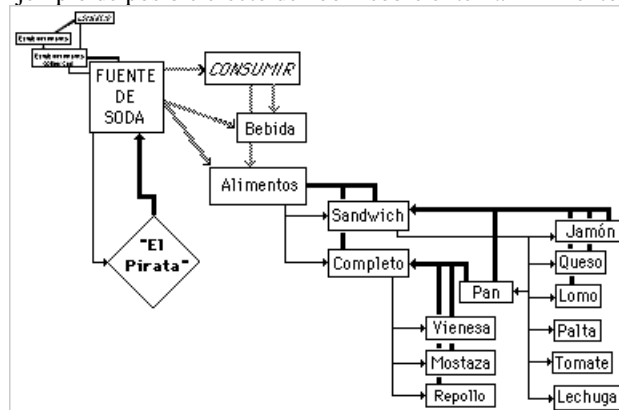 FUENTE
DE
SODA
CONSUMIR
Bebida
Alimentos
Sandwich
Completo
"El
Pirata"
Pan
Jamón
Queso
Lomo
Palta
Tomate
Lechuga
Vienesa
Mostaza
Repollo